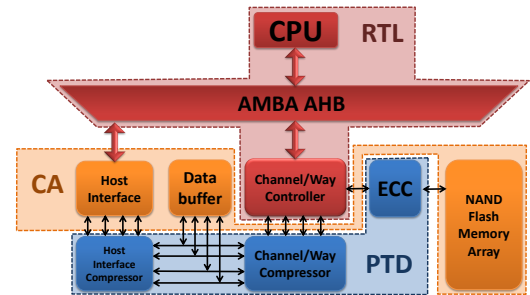 CPU
RTL
AMBA AHB
CA
Host
Interface
Data
buffer
Channel/Way
Controller
ECC
NAND
Flash
Memory
Array
Host
Interface
Compressor
Channel/Way
Compressor
PTD